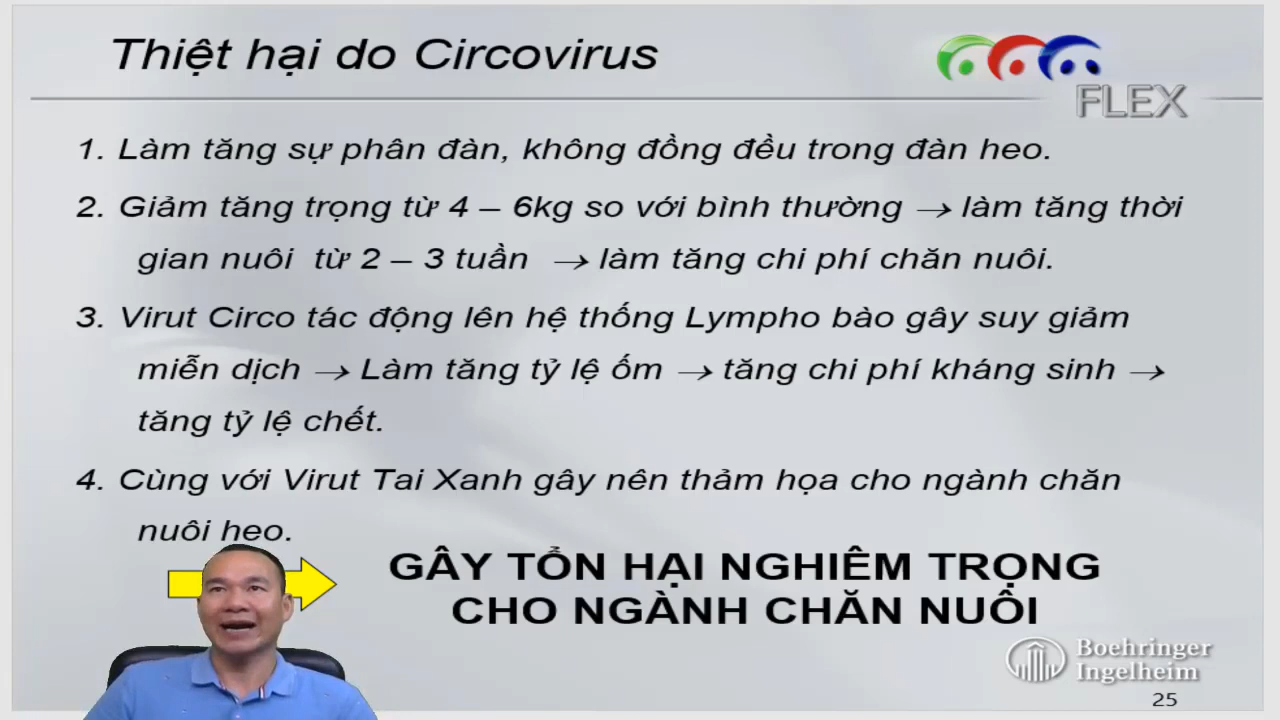 Thiệt hại do Circovirus
FLEX
1. Làm tăng sự phân đàn, không đồng đều trong đàn heo.
2. Giảm tăng trọng từ 4 – 6kg so với bình thường → làm tăng thời
gian nuôi từ 2 – 3 tuần → làm tăng chi phí chăn nuôi.
3. Virut Circo tác động lên hệ thống Lympho bào gây suy giảm
miễn dịch → Làm tăng tỷ lệ ốm → tăng chi phí kháng sinh →
tăng tỷ lệ chết.
4. Cùng với Virut Tai Xanh gây nên thảm họa cho ngành chăn
nuôi heo.
GÂY TỔN HẠI NGHIÊM TRỌNG
CHO NGÀNH CHĂN NUÔI
Boehringer
Ingelheim
25